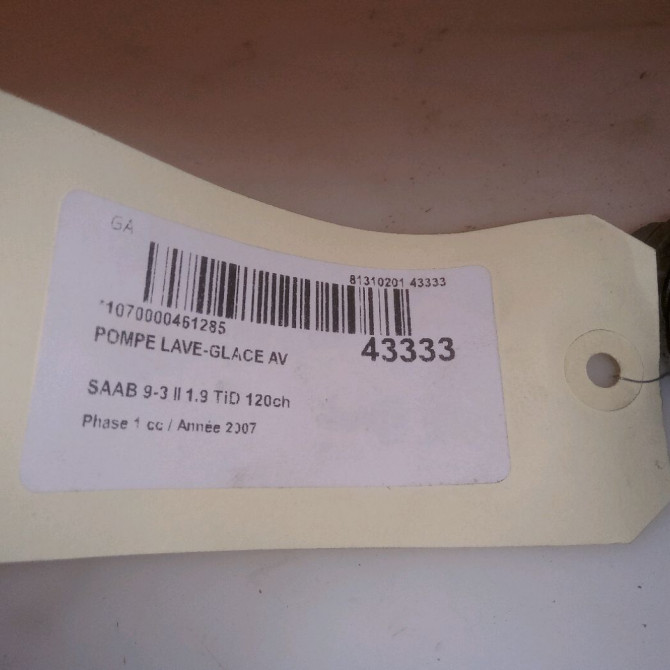 GA
81310201 43333
*1070000461285
43333
POMPE LAVE-GLACE AV
SAAB 9-3 II 1.9 TiD 120ch
Phase 1 cc / Année 2007